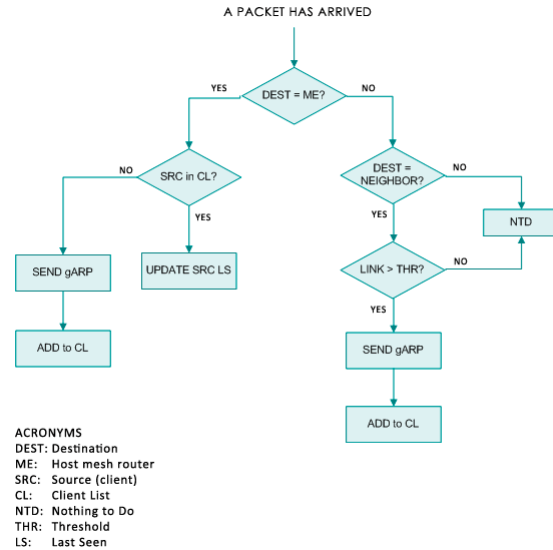 A PACKET HAS ARRIVED
YES
DEST = ME?
NO
NO
SRC in CL?
DEST =
NEIGHBOR?
NO
YES
YES
NTD
SEND gARP
UPDATE SRC LS
LINK > THR?
NO
YES
ADD to CL
SEND gARP
ADD to CL
ACRONYMS
DEST: Destination
ME: Host mesh router
SRC: Source (client)
CL: Client List
NTD: Nothing to Do
THR: Threshold
LS: Last Seen